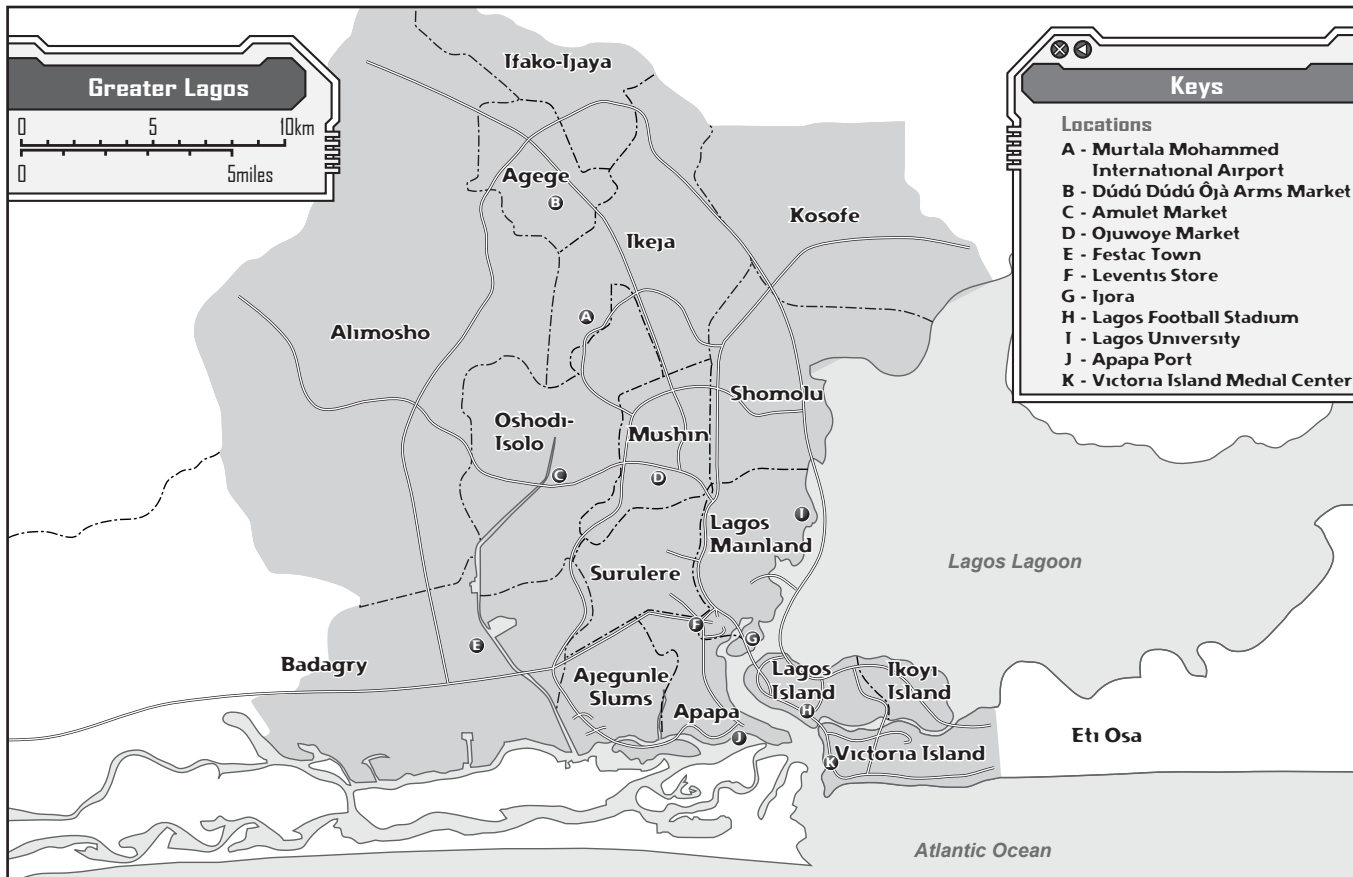 Greater Lagos
0 5 10km
0 5miles
Keys
Locations
A - Murtala Mohammed
International Airport
B - Dúdú Dúdú Ôjà Arms Market
C - Amulet Market
D - Ojuwoye Market
E - Festac Town
F - Leventis Store
G - Ijora
H - Lagos Football Stadium
I - Lagos University
J - Apapa Port
K - Victoria Island Medial Center
Ifako-Ijaya
Agege
B
Kosofe
Ikeja
A
Alimosho
Shomolu
Oshodi-
Isolo
Mushin
C
D
I
Lagos
Mainland
Lagos Lagoon
Surulere
F
G
E
Badagry
Ajegunle
Slums
Lagos
Island
Ikoyi
Island
H
Apapa
J
Eti Osa
Victoria Island
K
Atlantic Ocean